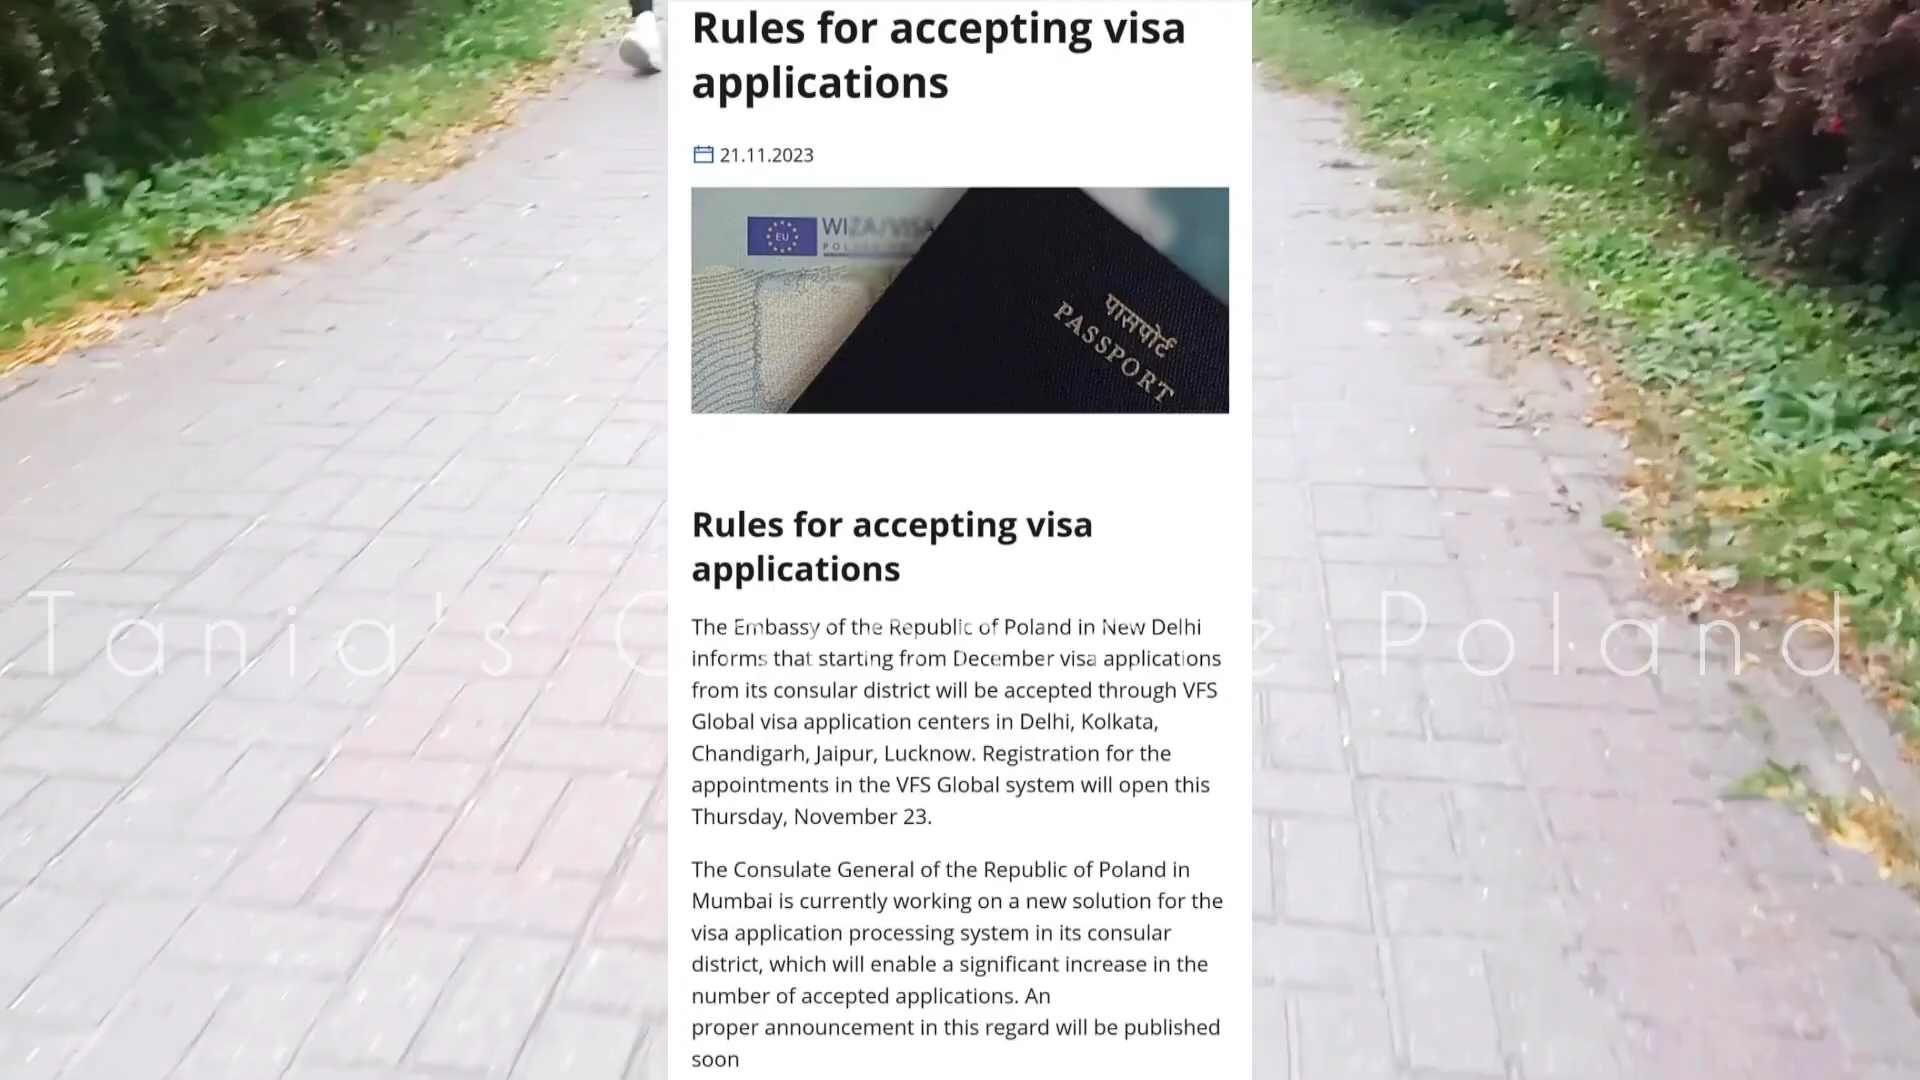 Rules for accepting visa
applications
21.11.2023
EU WIZA/VISA
पासपोर्ट
PASSPORT
Rules for accepting visa
applications
The Embassy of the Republic of Poland in New Delhi
informs that starting from December visa applications
from its consular district will be accepted through VFS
Global visa application centers in Delhi, Kolkata,
Chandigarh, Jaipur, Lucknow. Registration for the
appointments in the VFS Global system will open this
Thursday, November 23.
The Consulate General of the Republic of Poland in
Mumbai is currently working on a new solution for the
visa application processing system in its consular
district, which will enable a significant increase in the
number of accepted applications. An
proper announcement in this regard will be published
soon
Tania's Poland